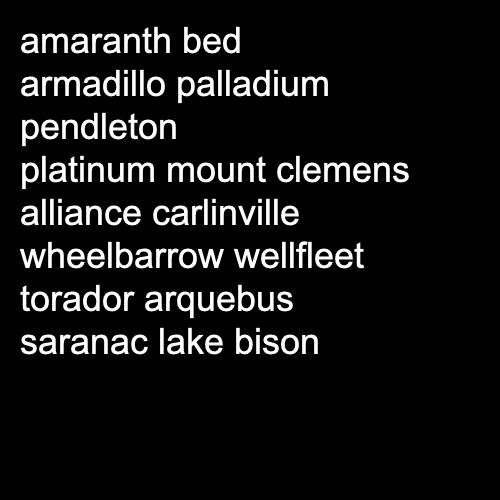 amaranth bed
armadillo palladium
pendleton
platinum mount clemens
alliance carlinville
wheelbarrow wellfleet
torador arquebus
saranac lake bison